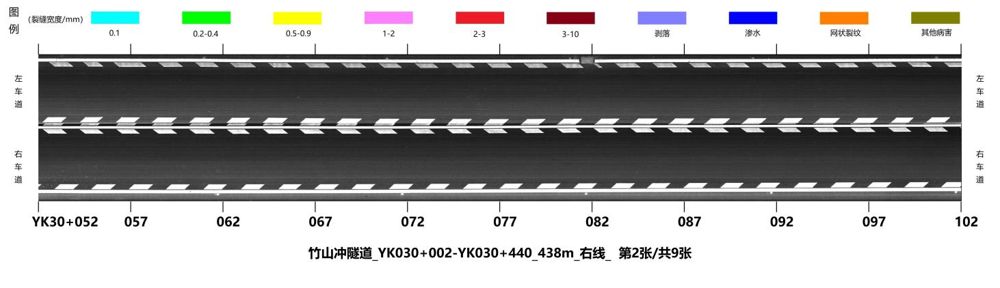 图例
(裂缝宽度/mm)
0.1 0.2-0.4 0.5-0.9 1-2 2-3 3-10 剥落 渗水 网状裂纹 其他病害
左车道 左车道
右车道 右车道
YK30+052 057 062 067 072 077 082 087 092 097 102
竹山冲隧道_YK030+002-YK030+440_438m_右线_ 第2张/共9张